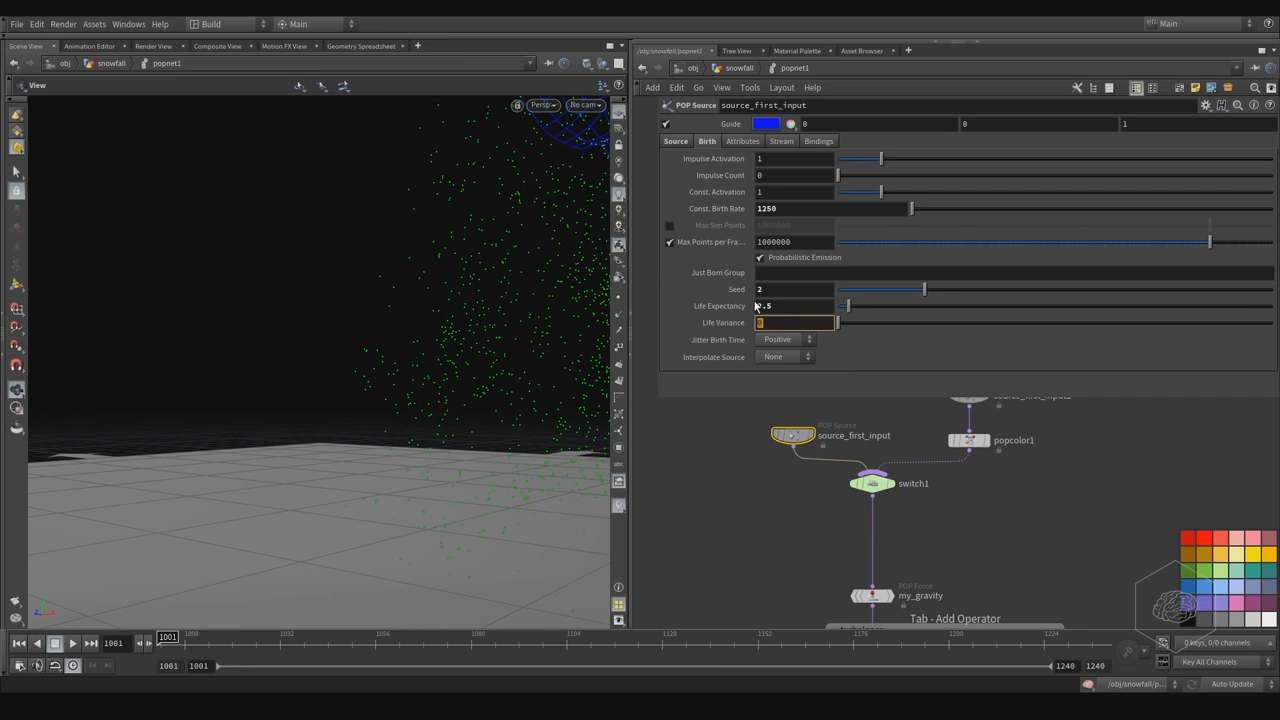 File Edit Render Assets Windows Help Build Main Main
Scene View Animation Editor Render View Composite View Motion FX View Geometry Spreadsheet
/obj/snowfall/popnet1 Tree View Material Palette Asset Browser
obj snowfall popnet1
obj snowfall popnet1
View
Add Edit Go View Tools Layout Help
Persp No cam
POP Source source_first_input
Guide 0 0 1
Source Birth Attributes Stream Bindings
Impulse Activation 1
Impulse Count 0
Const. Activation 1
Const. Birth Rate 1250
Max Sim Points 1000000
Max Points per Fra... 1000000
Probabilistic Emission
Just Born Group
Seed 2
Life Expectancy .5
Life Variance 0
Jitter Birth Time Positive
Interpolate Source None
POP Source
source_first_input
popcolor1
switch1
POP Force
my_gravity
Tab - Add Operator
1001 1001 1008 1032 1056 1080 1104 1128 1152 1176 1200 1224
0 keys, 0/0 channels
1001 1001 1240 1240 Key All Channels
/obj/snowfall/p... Auto Update